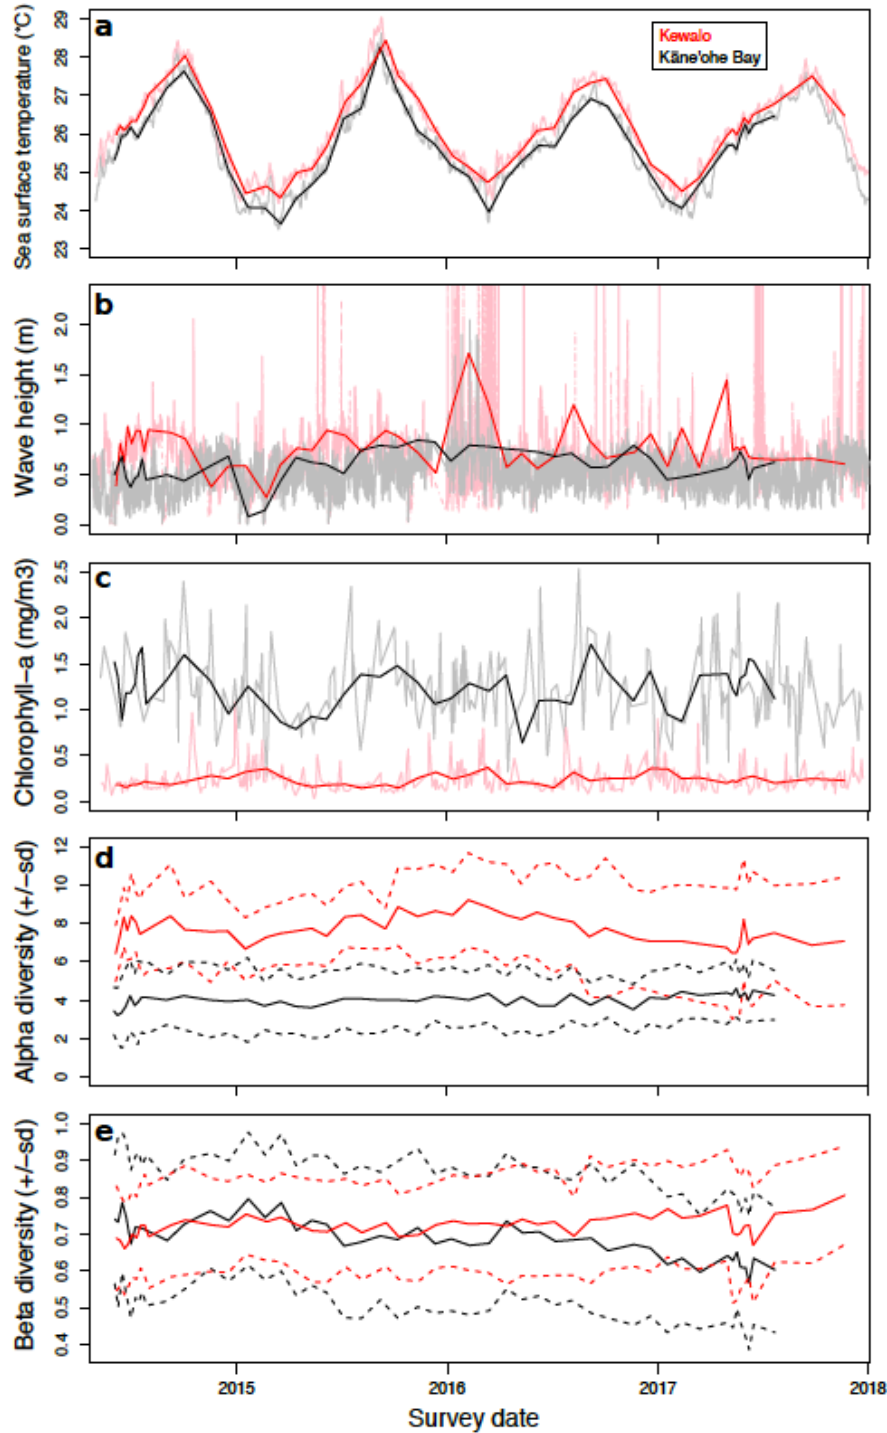 a
Kewalo
Kāne'ohe Bay
Sea surface temperature (°C)
29
28
27
26
25
24
23
b
Wave height (m)
2.0
1.5
1.0
0.5
0.0
c
Chlorophyll−a (mg/m3)
2.5
2.0
1.5
1.0
0.5
0.0
d
Alpha diversity (+/−sd)
12
10
8
6
4
2
0
e
Beta diversity (+/−sd)
1.0
0.9
0.8
0.7
0.6
0.5
0.4
2015 2016 2017 2018
Survey date